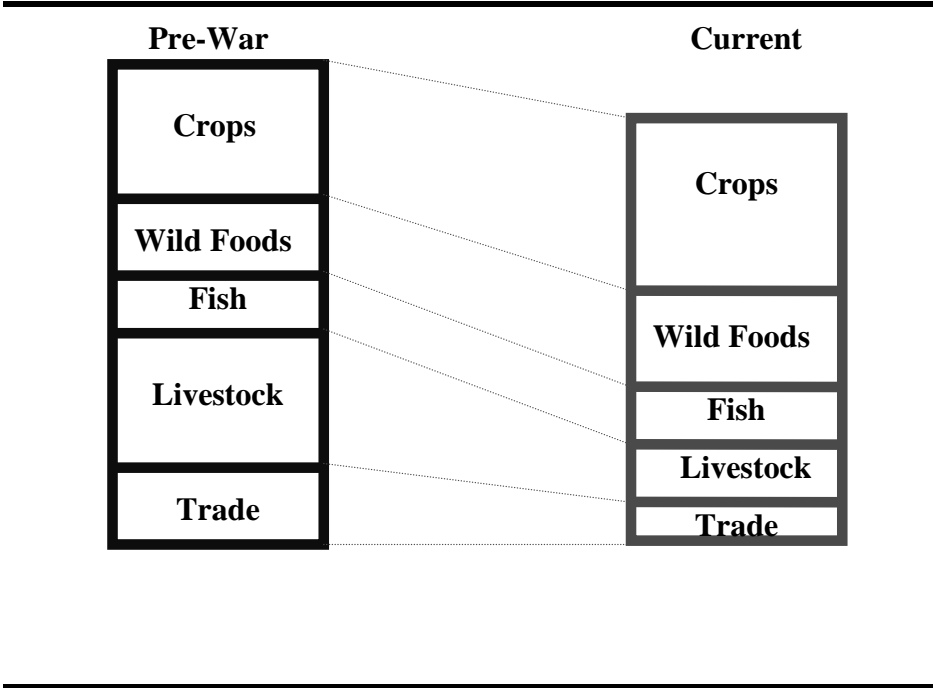 Pre-War
Crops
Wild Foods
Fish
Livestock
Trade
Current
Crops
Wild Foods
Fish
Livestock
Trade